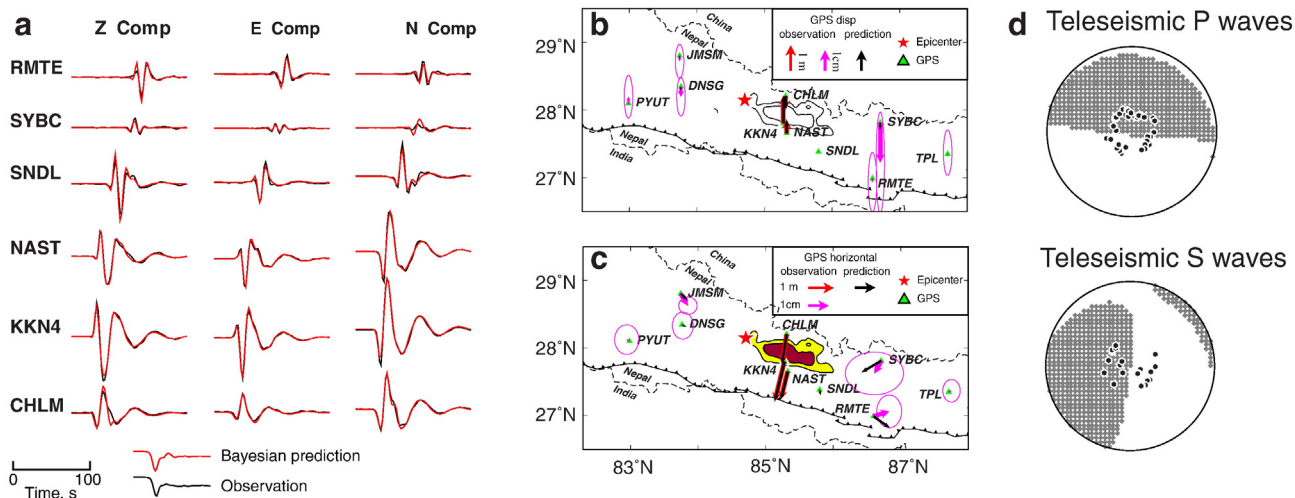 a
Z Comp E Comp N Comp
RMTE
SYBC
SNDL
NAST
KKN4
CHLM
0 100
Time, s
Bayesian prediction
Observation
b
29°N
28°N
27°N
China
Nepal
JMSM
DNSG
PYUT
CHLM
KKN4
NAST
SNDL
SYBC
TPL
RMTE
Nepal
India
GPS disp
observation prediction
1 m
1cm
Epicenter
GPS
c
29°N
28°N
27°N
China
Nepal
JMSM
DNSG
PYUT
CHLM
KKN4
NAST
SNDL
SYBC
TPL
RMTE
Nepal
India
GPS horizontal
observation prediction
1 m
1cm
Epicenter
GPS
83°N 85°N 87°N
d
Teleseismic P waves
Teleseismic S waves